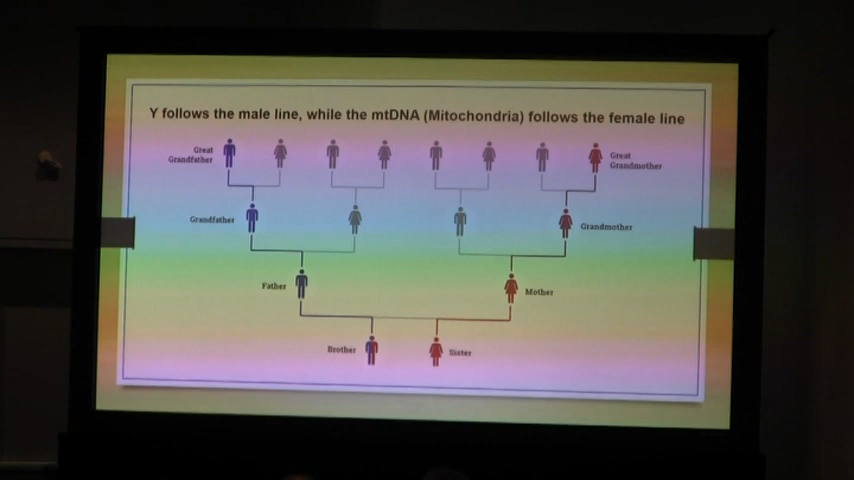 Y follows the male line, while the mtDNA (Mitochondria) follows the female line
Great
Grandfather
Great
Grandmother
Grandfather
Grandmother
Father
Mother
Brother
Sister